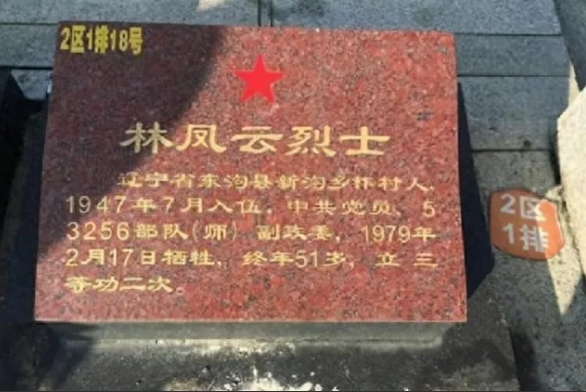 2区1排18号
林凤云烈士
辽宁省东沟县新沟乡柞村人,
1947年7月入伍, 中共党员, 5
3256部队(师) 副政委, 1979年
2月17日牺牲, 终年51岁, 立三
等功二次。
2区
1排